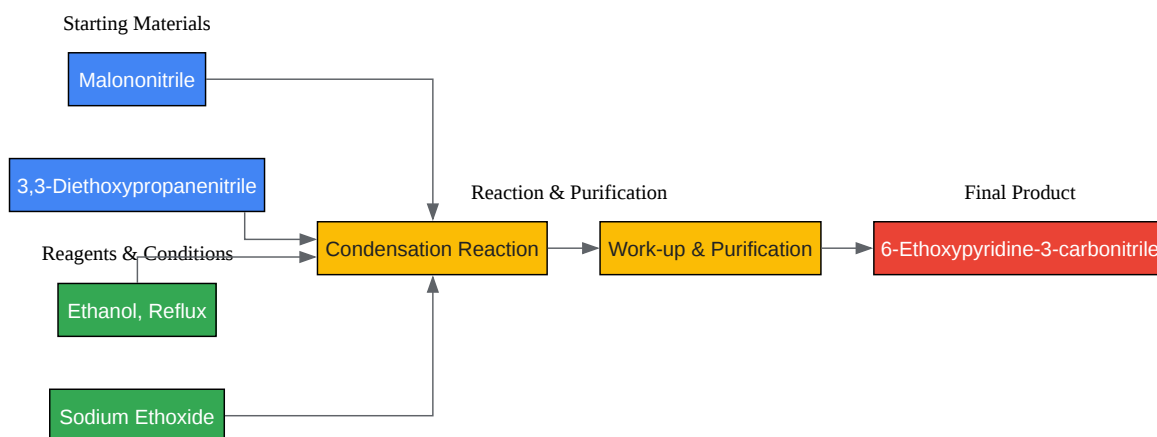 Starting Materials
Malononitrile
3,3-Diethoxypropanenitrile
Reagents & Conditions
Ethanol, Reflux
Sodium Ethoxide
Reaction & Purification
Condensation Reaction
Work-up & Purification
Final Product
6-Ethoxypyridine-3-carbonitrile